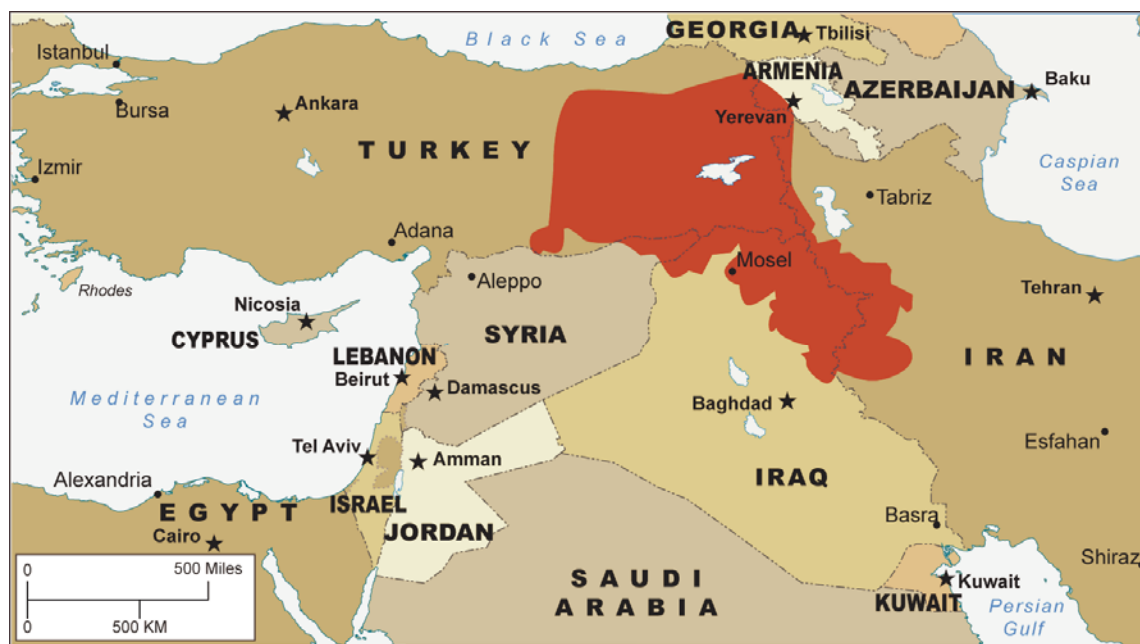 Black Sea
GEORGIA
Tbilisi
Istanbul
ARMENIA
AZERBAIJAN
Baku
Bursa
Ankara
Yerevan
TURKEY
Caspian
Sea
Izmir
Tabriz
Adana
Mosel
Aleppo
Rhodes
Tehran
Nicosia
CYPRUS
SYRIA
LEBANON
IRAN
Beirut
Damascus
Mediterranean
Sea
Baghdad
Tel Aviv
Esfahan
Amman
Alexandria
IRAQ
ISRAEL
EGYPT
Basra
JORDAN
Cairo
Shiraz
0
500 Miles
SAUDI
ARABIA
Kuwait
KUWAIT
Persian
Gulf
0
500 KM